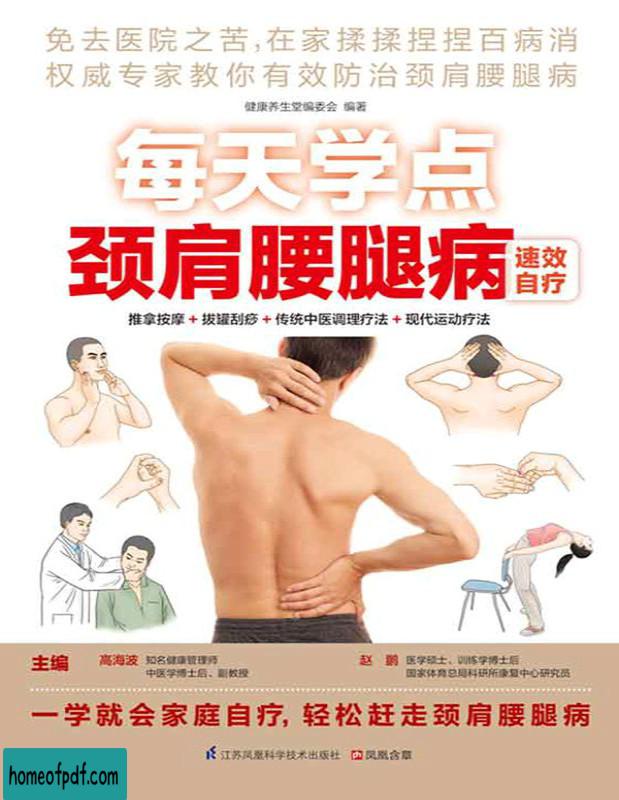 免去医院之苦,在家揉揉捏捏百病消
权威专家教你有效防治颈肩腰腿病
健康养生堂编委会 编著
每天学点
颈肩腰腿病
速效
自疗
推拿按摩+拔罐刮痧+传统中医调理疗法+现代运动疗法
主编 高海波 知名健康管理师
中医学博士后、副教授
赵 鹏 医学硕士、训练学博士后
国家体育总局科研所康复中心研究员
一学就会家庭自疗,轻松赶走颈肩腰腿病
江苏凤凰科学技术出版社 凤凰含章
homeofpdf.com